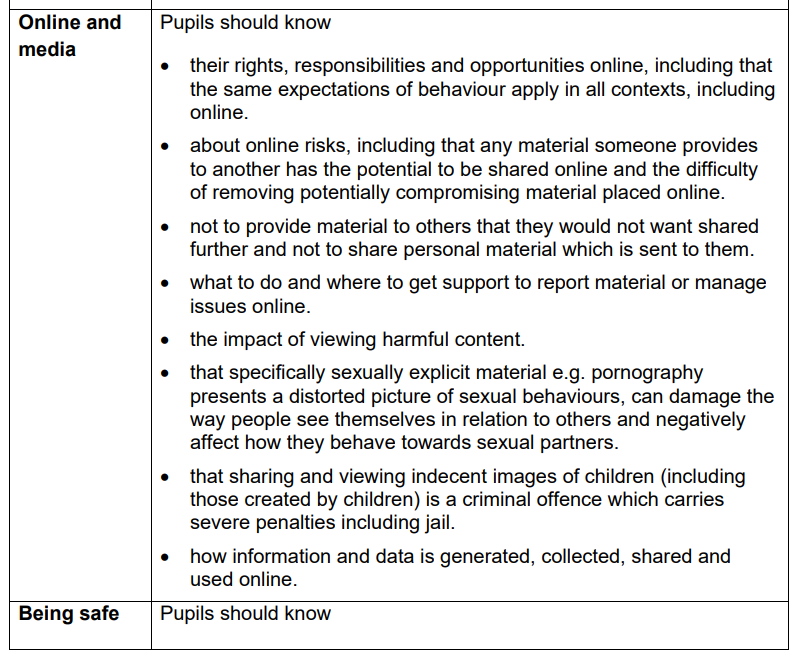 Online and
media
Pupils should know
• their rights, responsibilities and opportunities online, including that
the same expectations of behaviour apply in all contexts, including
online.
• about online risks, including that any material someone provides
to another has the potential to be shared online and the difficulty
of removing potentially compromising material placed online.
• not to provide material to others that they would not want shared
further and not to share personal material which is sent to them.
• what to do and where to get support to report material or manage
issues online.
• the impact of viewing harmful content.
• that specifically sexually explicit material e.g. pornography
presents a distorted picture of sexual behaviours, can damage the
way people see themselves in relation to others and negatively
affect how they behave towards sexual partners.
• that sharing and viewing indecent images of children (including
those created by children) is a criminal offence which carries
severe penalties including jail.
• how information and data is generated, collected, shared and
used online.
Being safe
Pupils should know